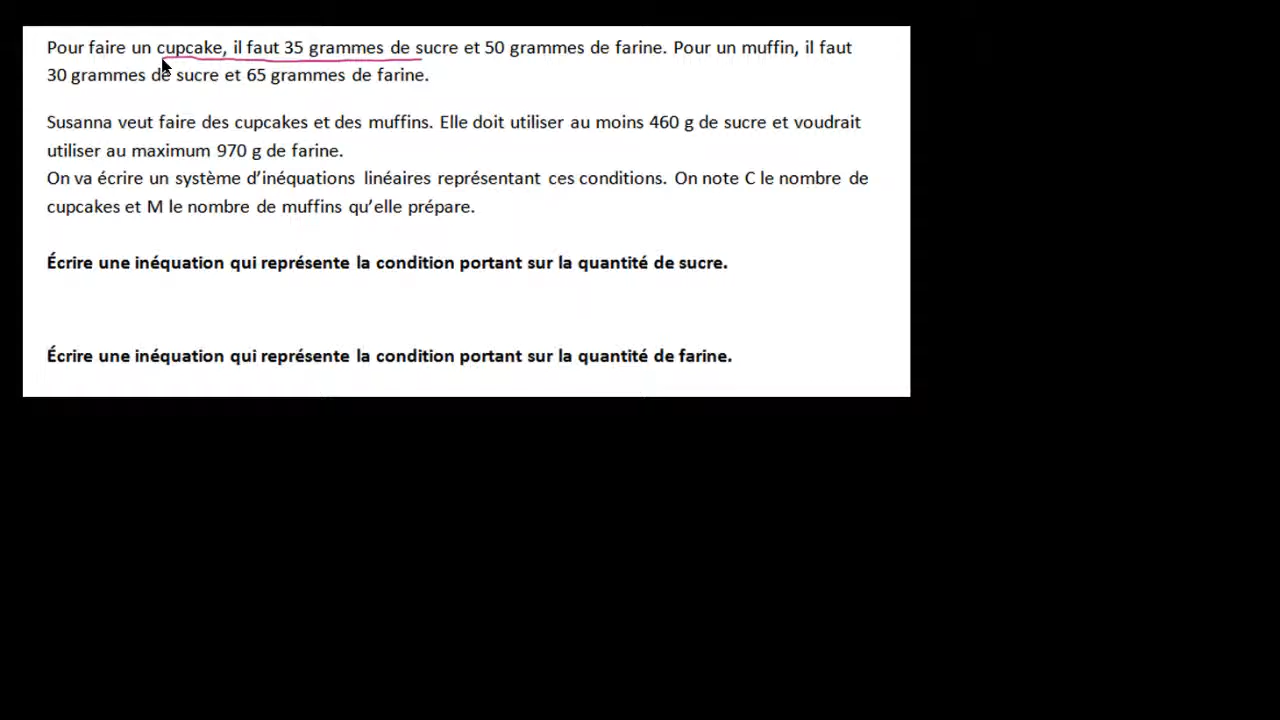 Pour faire un cupcake, il faut 35 grammes de sucre et 50 grammes de farine. Pour un muffin, il faut
30 grammes de sucre et 65 grammes de farine.
Susanna veut faire des cupcakes et des muffins. Elle doit utiliser au moins 460 g de sucre et voudrait
utiliser au maximum 970 g de farine.
On va écrire un système d’inéquations linéaires représentant ces conditions. On note C le nombre de
cupcakes et M le nombre de muffins qu’elle prépare.
Écrire une inéquation qui représente la condition portant sur la quantité de sucre.
Écrire une inéquation qui représente la condition portant sur la quantité de farine.